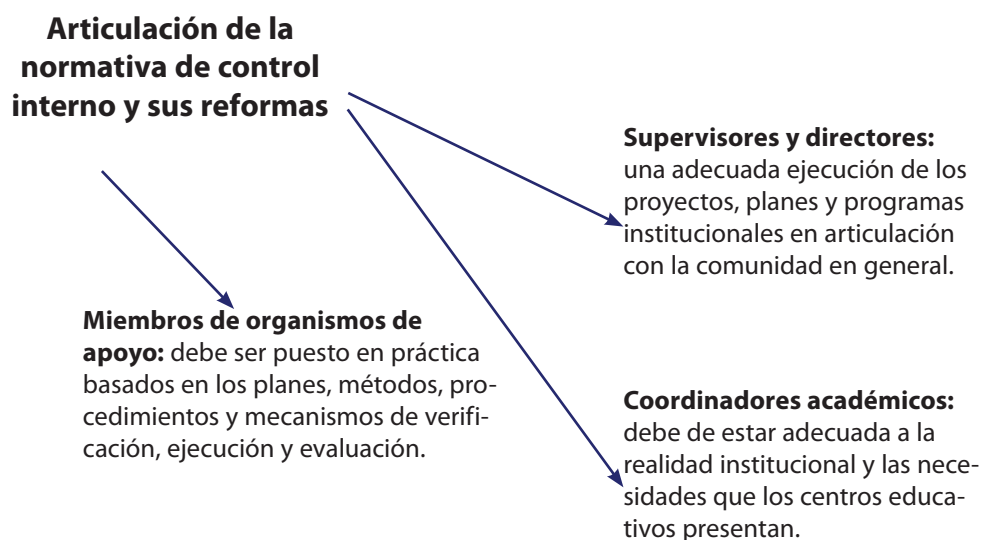 Articulación de la
normativa de control
interno y sus reformas
Supervisores y directores:
una adecuada ejecución de los
proyectos, planes y programas
institucionales en articulación
con la comunidad en general.
Miembros de organismos de
apoyo: debe ser puesto en práctica
basados en los planes, métodos, pro-
cedimientos y mecanismos de verifi-
cación, ejecución y evaluación.
Coordinadores académicos:
debe de estar adecuada a la
realidad institucional y las nece-
sidades que los centros educa-
tivos presentan.